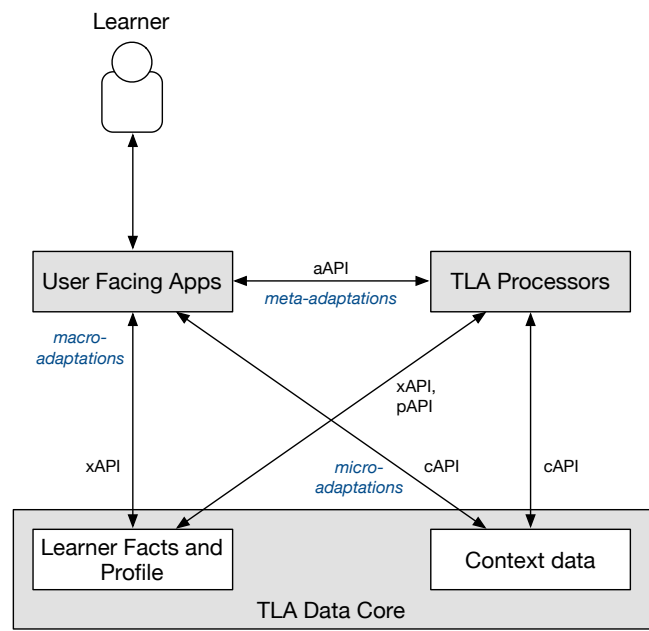 Learner
User Facing Apps
aAPI
TLA Processors
meta-adaptations
macro-
adaptations
xAPI,
pAPI
xAPI
micro-
adaptations
cAPI
cAPI
Learner Facts and
Profile
Context data
TLA Data Core